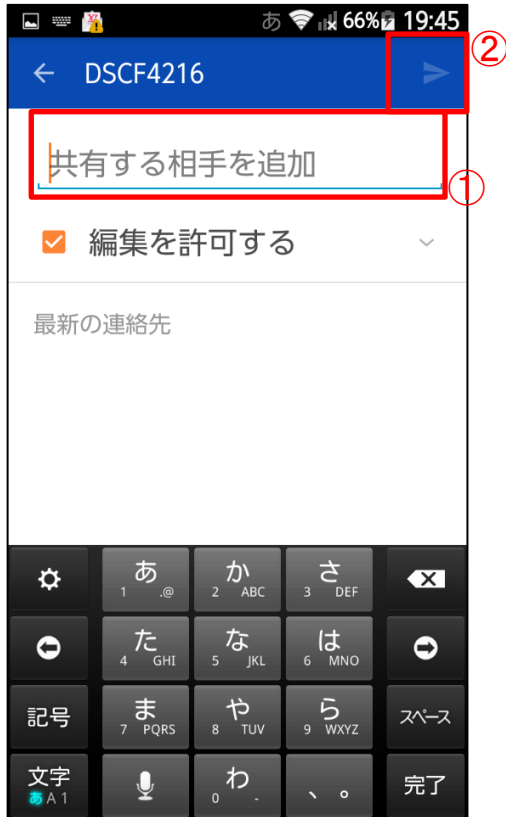 あ 66% 19:45
DSCF4216
②
共有する相手を追加
①
編集を許可する
最新の連絡先
あ 1 .@
か 2 ABC
さ 3 DEF
た 4 GHI
な 5 JKL
は 6 MNO
記号
ま 7 PQRS
や 8 TUV
ら 9 WXYZ
スペース
文字 あA1
わ 0 -
、。
完了